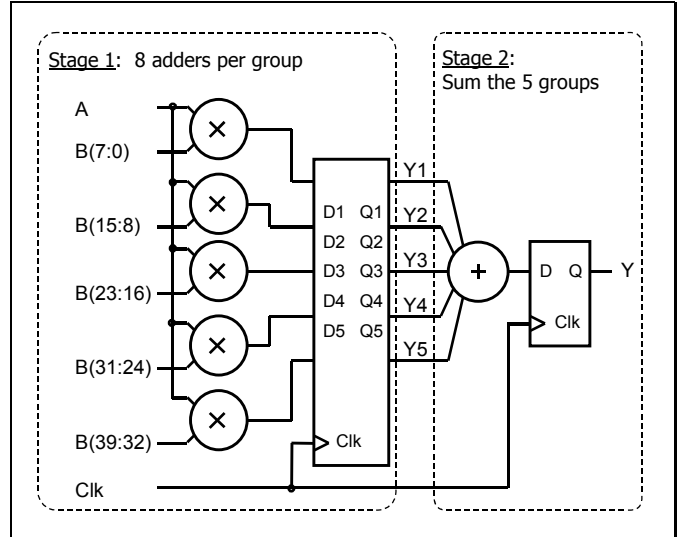 Stage 1: 8 adders per group
Stage 2:
Sum the 5 groups
A
B(7:0)
B(15:8)
B(23:16)
B(31:24)
B(39:32)
Clk
×
×
×
×
×
D1 Q1
D2 Q2
D3 Q3
D4 Q4
D5 Q5
Clk
Y1
Y2
Y3
Y4
Y5
+
D Q
Clk
Y